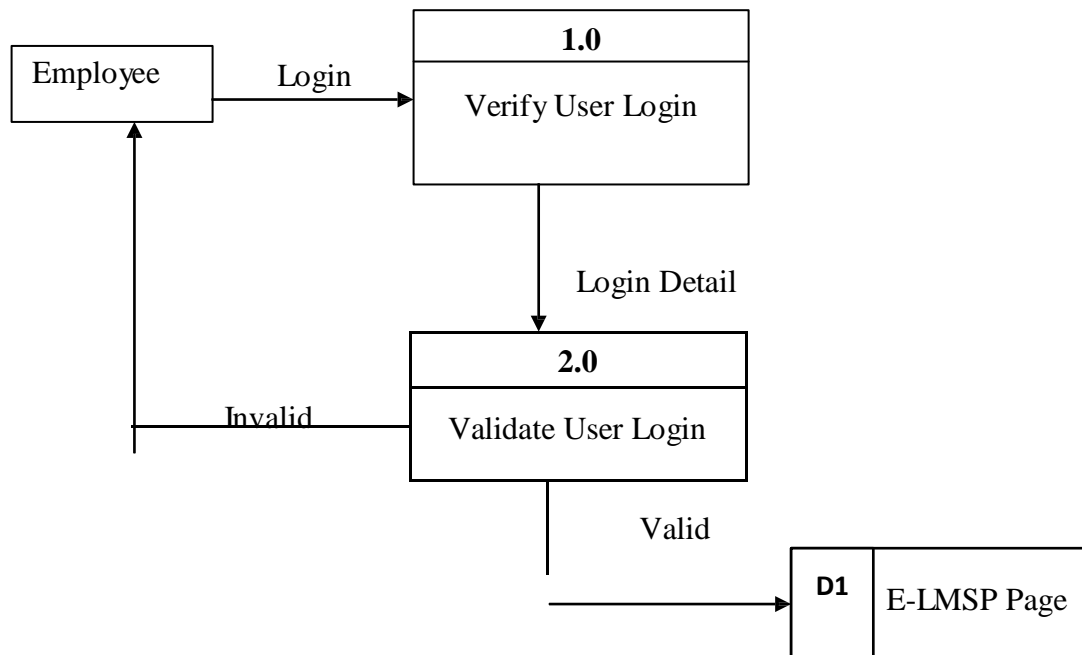 1.0
Employee
Login
Verify User Login
Login Detail
2.0
Invalid
Validate User Login
Valid
D1
E-LMSP Page